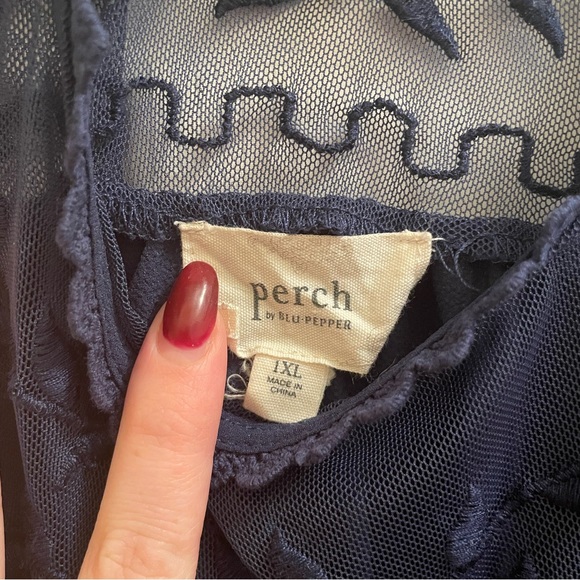 perch
by BLU·PEPPER
1XL
MADE IN
CHINA